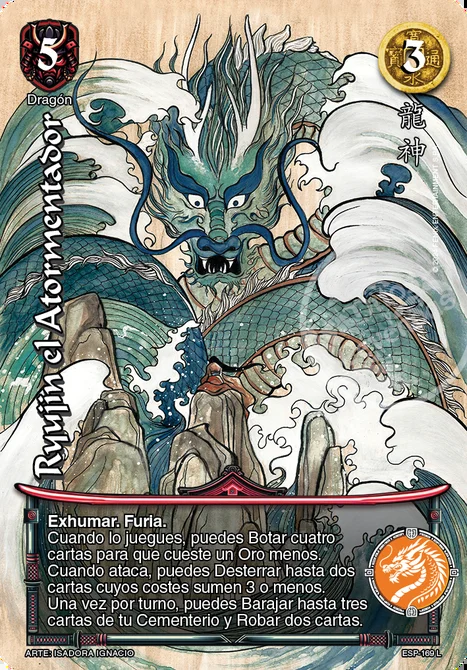 5
3
Dragón
龍神
Ryujin el Atormentador
Exhumar. Furia.
Cuando lo juegues, puedes Botar cuatro
cartas para que cueste un Oro menos.
Cuando ataca, puedes Desterrar hasta dos
cartas cuyos costes sumen 3 o menos.
Una vez por turno, puedes Barajar hasta tres
cartas de tu Cementerio y Robar dos cartas.
ARTE: ISADORA IGNACIO
ESP-169 L